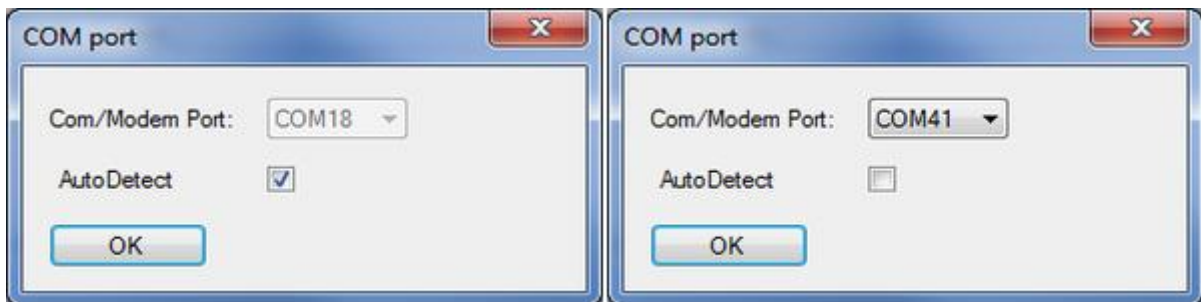 COM port
Com/Modem Port: COM18
AutoDetect
OK
COM port
Com/Modem Port: COM41
AutoDetect
OK